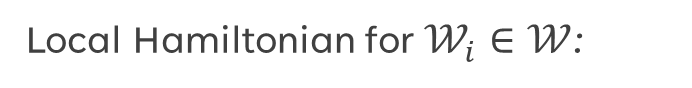 Local Hamiltonian for 𝒲ᵢ ∈ 𝒲: